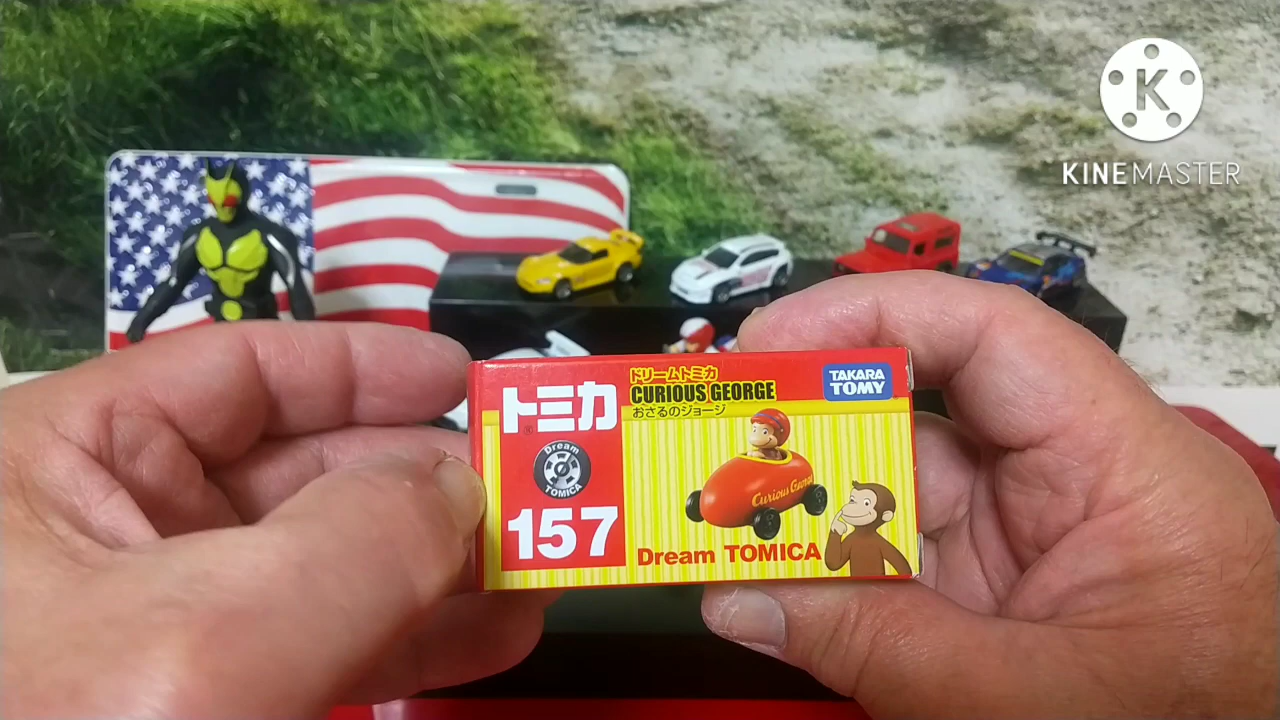 K
KINEMASTER
トミカ
Dream
TOMICA
157
ドリームトミカ
CURIOUS GEORGE
おさるのジョージ
TAKARA
TOMY
Curious George
Dream TOMICA